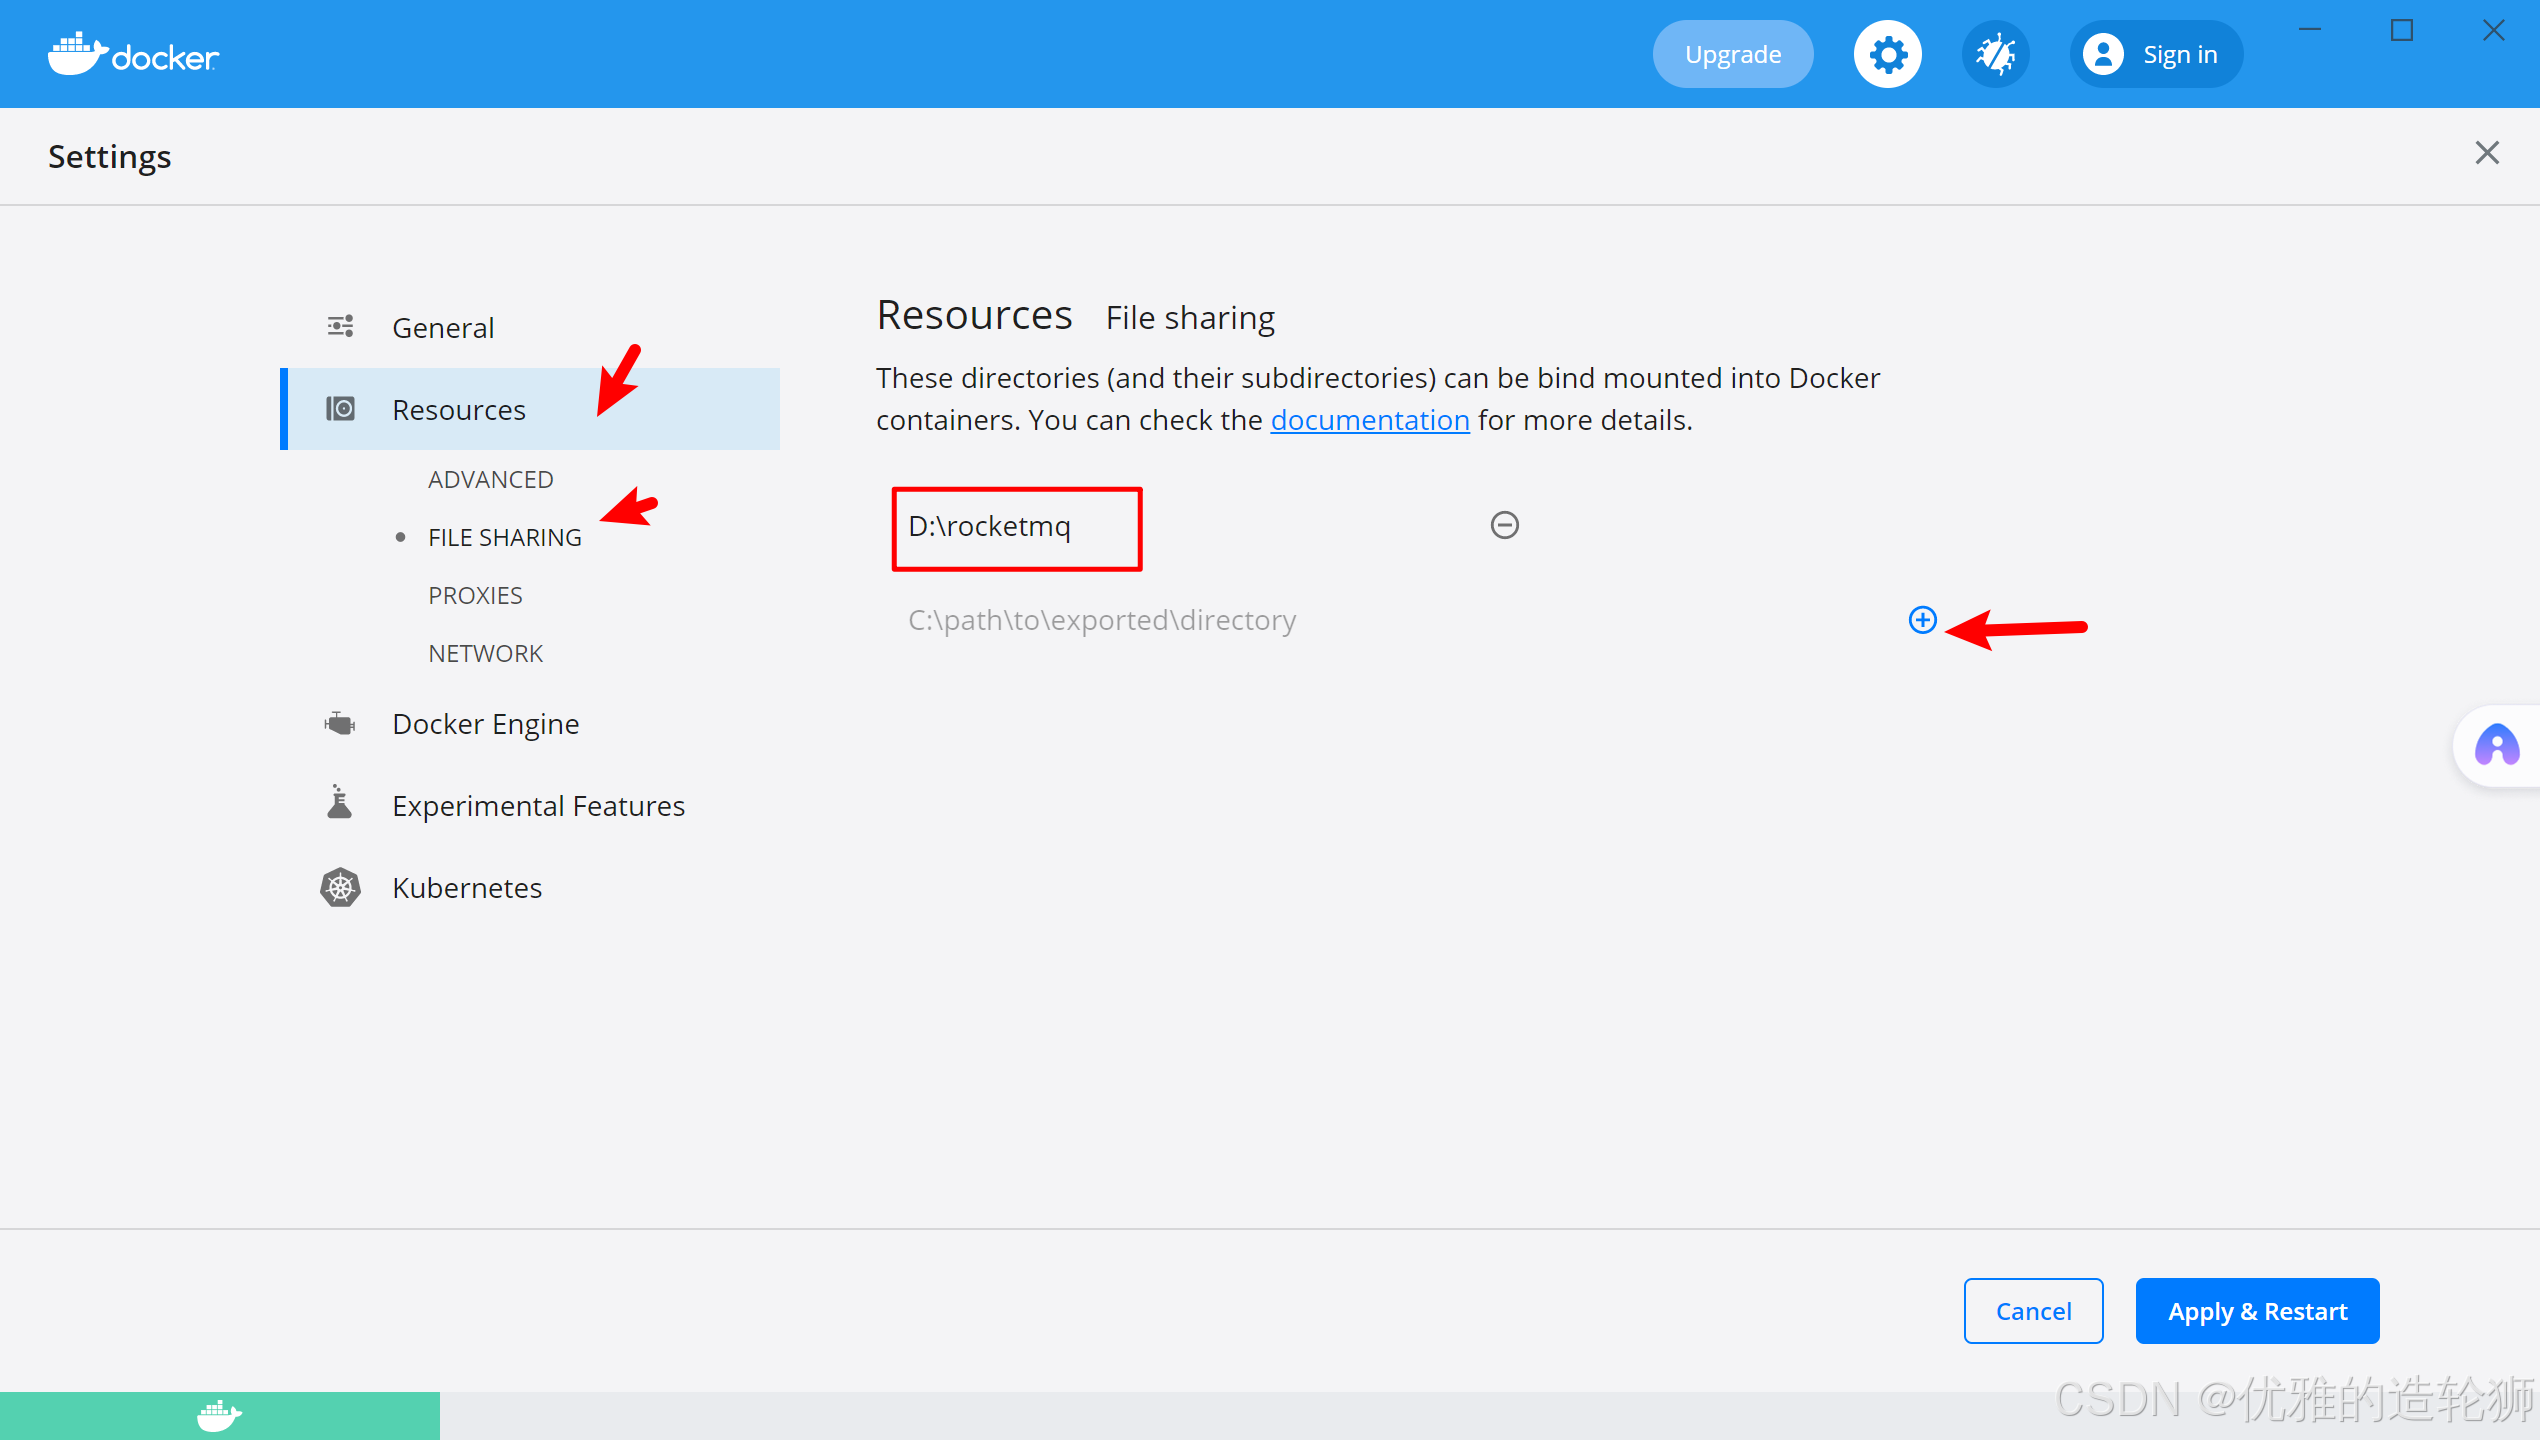 docker
Upgrade
Sign in
Settings
General
Resources
ADVANCED
FILE SHARING
PROXIES
NETWORK
Docker Engine
Experimental Features
Kubernetes
Resources File sharing
These directories (and their subdirectories) can be bind mounted into Docker
containers. You can check the documentation for more details.
D:\rocketmq
C:\path\to\exported\directory
Cancel
Apply & Restart
CSDN @优雅的造轮狮